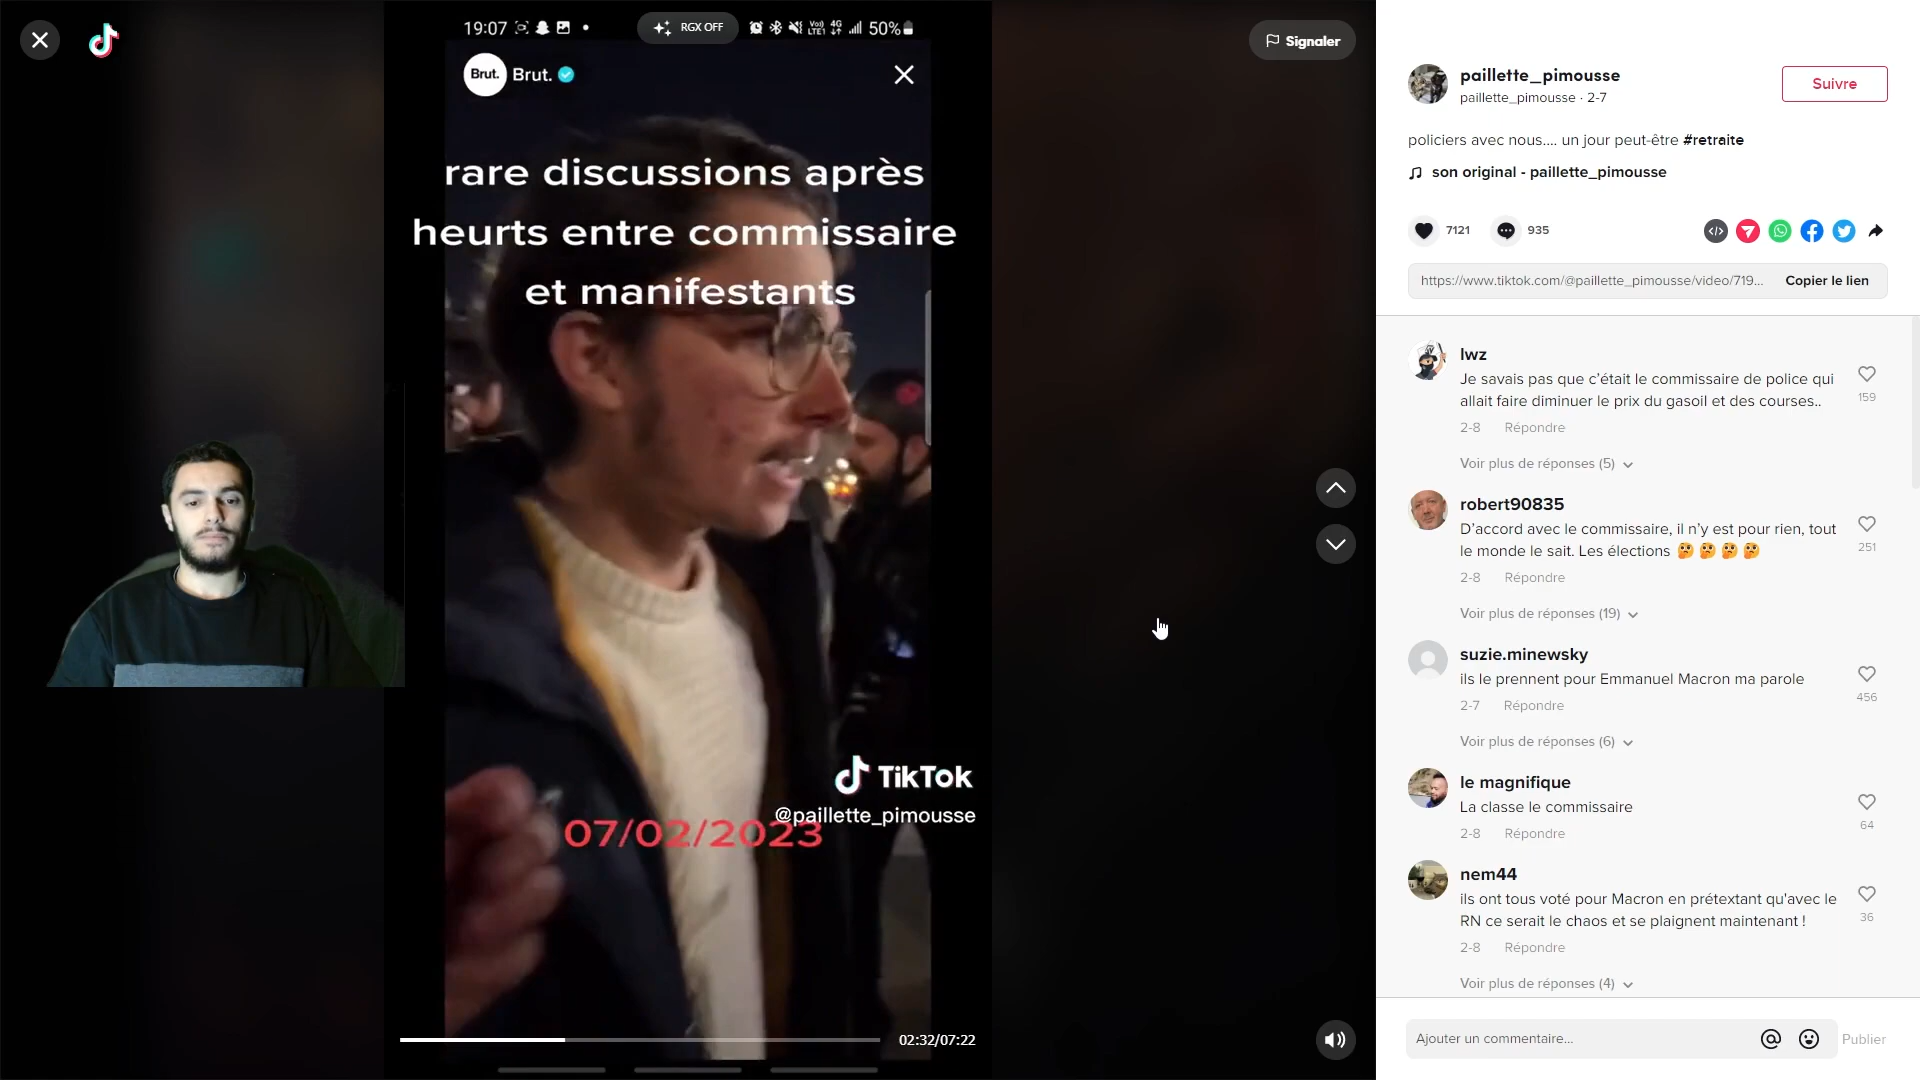 19:07
RGX OFF
Vo))
LTE1
4G
50%
Signaler
Brut. Brut.
rare discussions après
heurts entre commissaire
et manifestants
TikTok
@paillette_pimousse
07/02/2023
02:32/07:22
paillette_pimousse
paillette_pimousse · 2-7
Suivre
policiers avec nous.... un jour peut-être #retraite
son original - paillette_pimousse
7121
935
https://www.tiktok.com/@paillette_pimousse/video/719...
Copier le lien
lwz
Je savais pas que c’était le commissaire de police qui
allait faire diminuer le prix du gasoil et des courses..
159
2-8 Répondre
Voir plus de réponses (5)
robert90835
D’accord avec le commissaire, il n’y est pour rien, tout
le monde le sait. Les élections 🤔 🤔 🤔 🤔
251
2-8 Répondre
Voir plus de réponses (19)
suzie.minewsky
ils le prennent pour Emmanuel Macron ma parole
456
2-7 Répondre
Voir plus de réponses (6)
le magnifique
La classe le commissaire
64
2-8 Répondre
nem44
ils ont tous voté pour Macron en prétextant qu'avec le
RN ce serait le chaos et se plaignent maintenant !
36
2-8 Répondre
Voir plus de réponses (4)
Ajouter un commentaire...
Publier